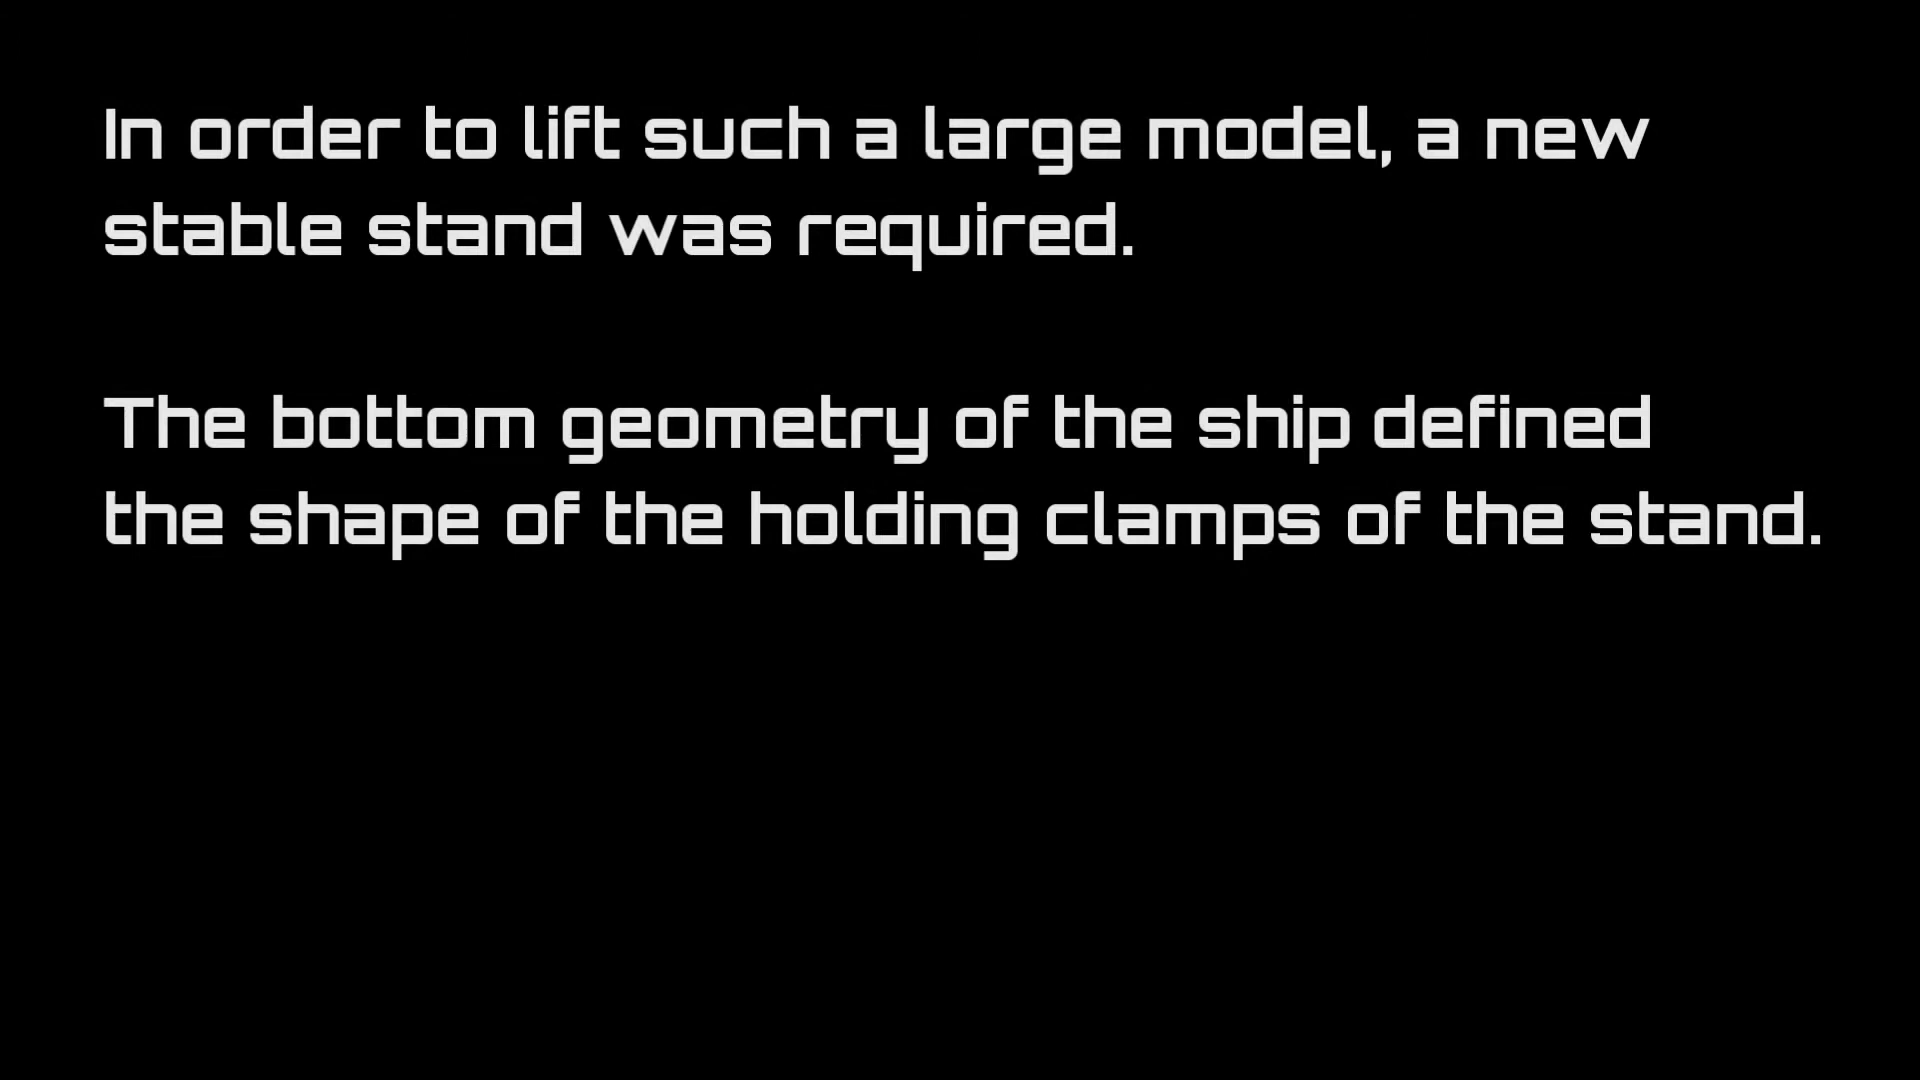 In order to lift such a large model, a new
stable stand was required.
The bottom geometry of the ship defined
the shape of the holding clamps of the stand.